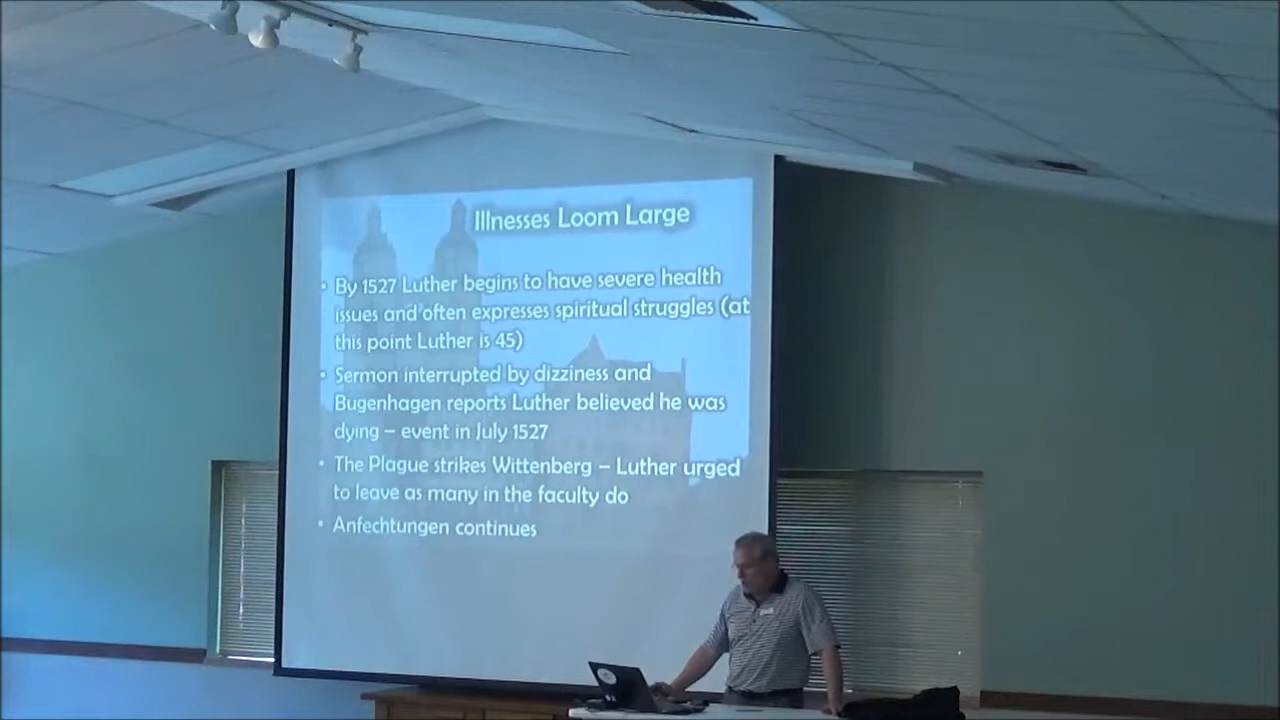 Illnesses Loom Large
• By 1527 Luther begins to have severe health
issues and often expresses spiritual struggles (at
this point Luther is 45)
• Sermon interrupted by dizziness and
Bugenhagen reports Luther believed he was
dying – event in July 1527
• The Plague strikes Wittenberg – Luther urged
to leave as many in the faculty do
• Anfechtungen continues